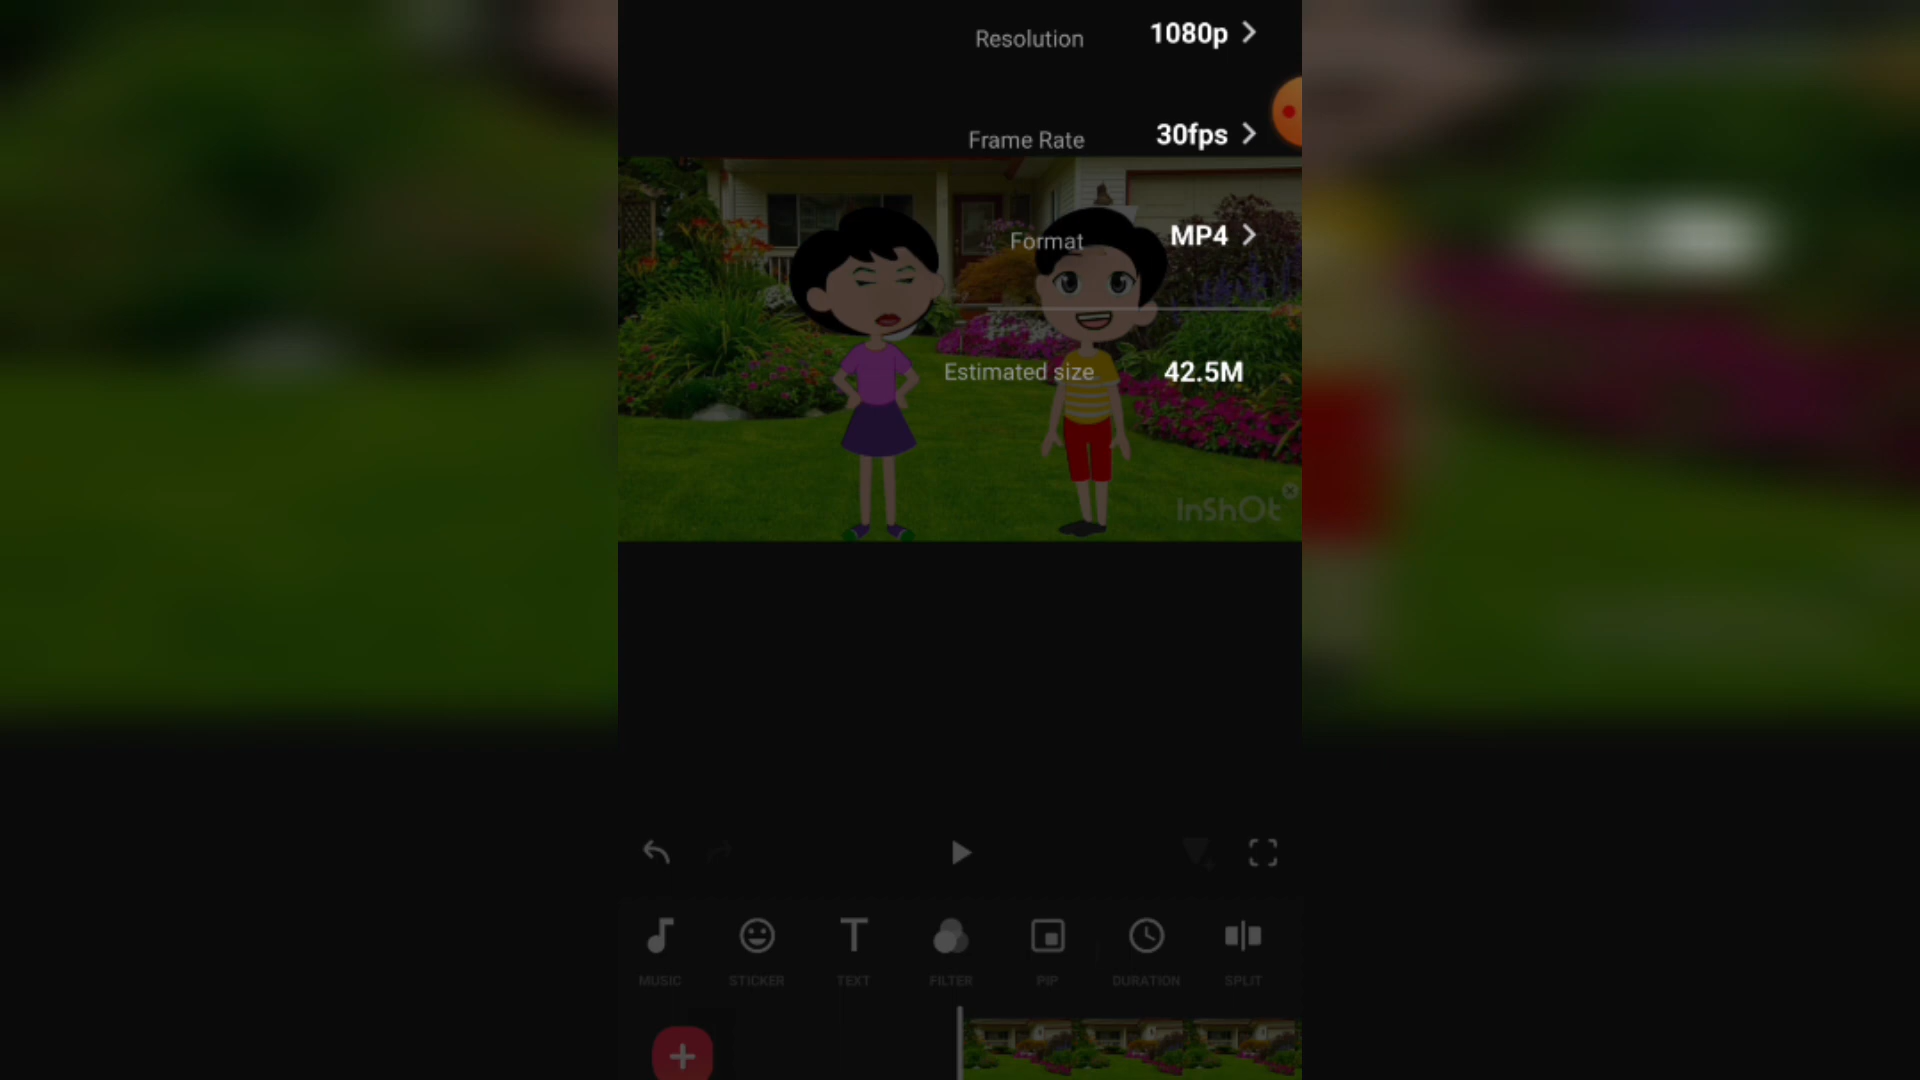 Resolution 1080p
Frame Rate 30fps
Format MP4
Estimated size 42.5M
InShOt
MUSIC STICKER TEXT FILTER PIP DURATION SPLIT